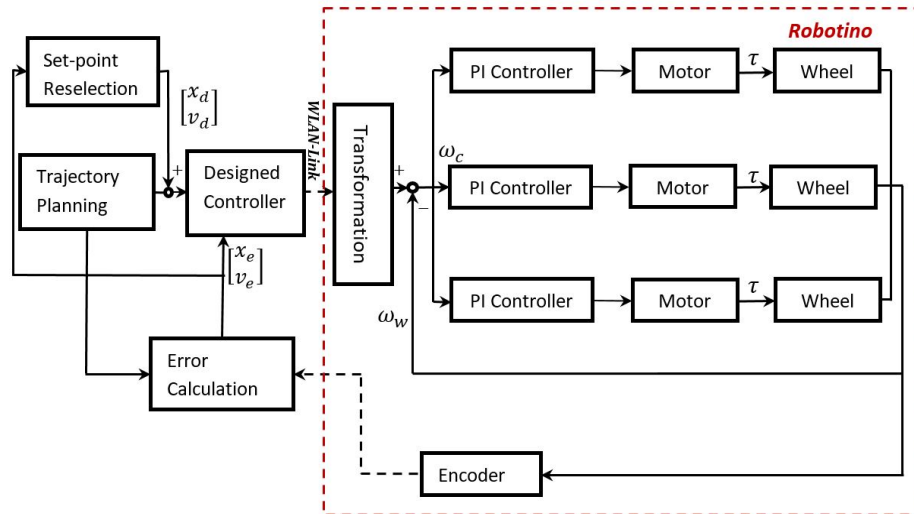 Robotino
Set-point
Reselection
PI Controller
Motor
τ
Wheel
[x_d
v_d]
WLAN-Link
Transformation
+
Trajectory
Planning
+
Designed
Controller
ω_c
PI Controller
Motor
τ
Wheel
−
[x_e
v_e]
PI Controller
Motor
τ
Wheel
ω_w
Error
Calculation
Encoder